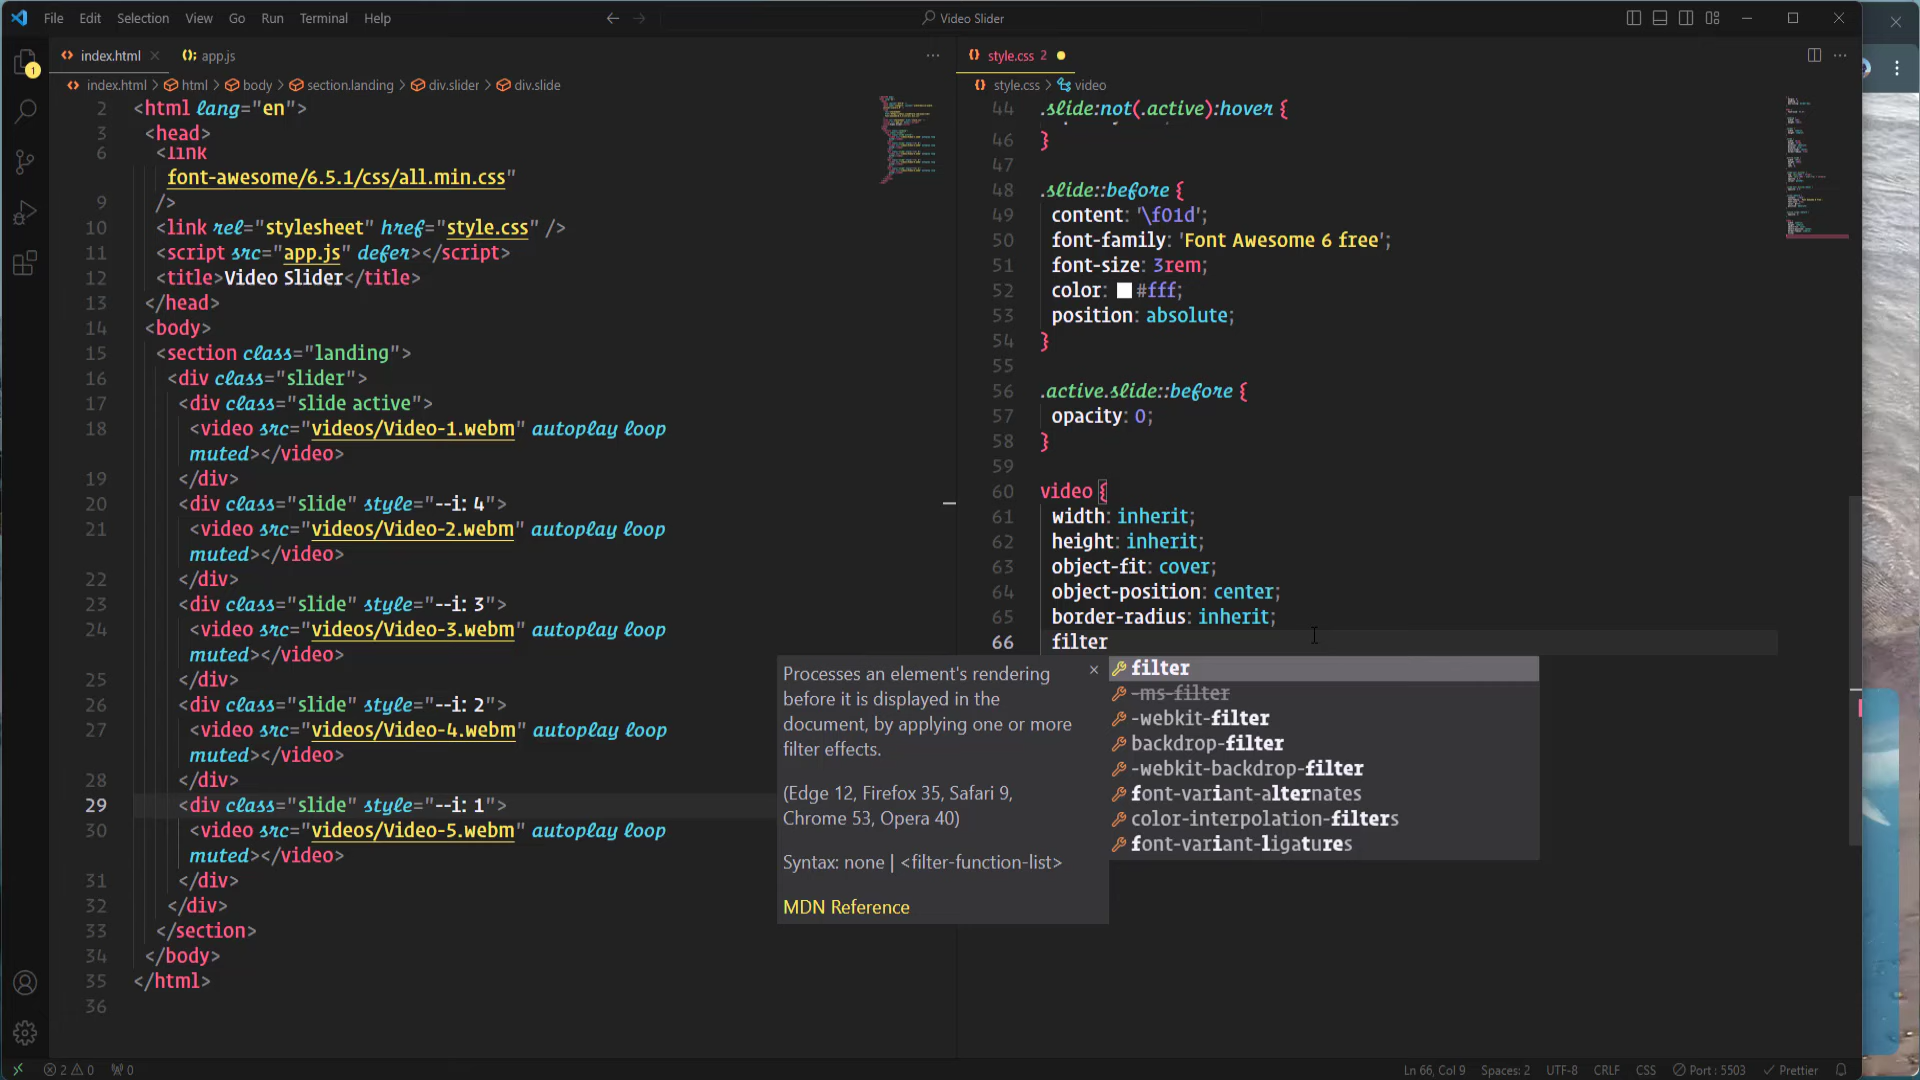 File Edit Selection View Go Run Terminal Help
Video Slider
index.html
app.js
index.html > html > body > section.landing > div.slider > div.slide
2 <html lang="en">
3 <head>
6 <link
font-awesome/6.5.1/css/all.min.css"
9 />
10 <link rel="stylesheet" href="style.css" />
11 <script src="app.js" defer></script>
12 <title>Video Slider</title>
13 </head>
14 <body>
15 <section class="landing">
16 <div class="slider">
17 <div class="slide active">
18 <video src="videos/Video-1.webm" autoplay loop
muted></video>
19 </div>
20 <div class="slide" style="--i: 4">
21 <video src="videos/Video-2.webm" autoplay loop
muted></video>
22 </div>
23 <div class="slide" style="--i: 3">
24 <video src="videos/Video-3.webm" autoplay loop
muted></video>
25 </div>
26 <div class="slide" style="--i: 2">
27 <video src="videos/Video-4.webm" autoplay loop
muted></video>
28 </div>
29 <div class="slide" style="--i: 1">
30 <video src="videos/Video-5.webm" autoplay loop
muted></video>
31 </div>
32 </div>
33 </section>
34 </body>
35 </html>
36
style.css 2
style.css > video
44 .slide:not(.active):hover {
46 }
47
48 .slide::before {
49 content: '\f01d';
50 font-family: 'Font Awesome 6 free';
51 font-size: 3rem;
52 color: #fff;
53 position: absolute;
54 }
55
56 .active.slide::before {
57 opacity: 0;
58 }
59
60 video {
61 width: inherit;
62 height: inherit;
63 object-fit: cover;
64 object-position: center;
65 border-radius: inherit;
66 filter
Processes an element's rendering
before it is displayed in the
document, by applying one or more
filter effects.
(Edge 12, Firefox 35, Safari 9,
Chrome 53, Opera 40)
Syntax: none | <filter-function-list>
MDN Reference
filter
-ms-filter
-webkit-filter
backdrop-filter
-webkit-backdrop-filter
font-variant-alternates
color-interpolation-filters
font-variant-ligatures
1
2 0 0
Ln 66, Col 9 Spaces: 2 UTF-8 CRLF CSS Port : 5503 Prettier